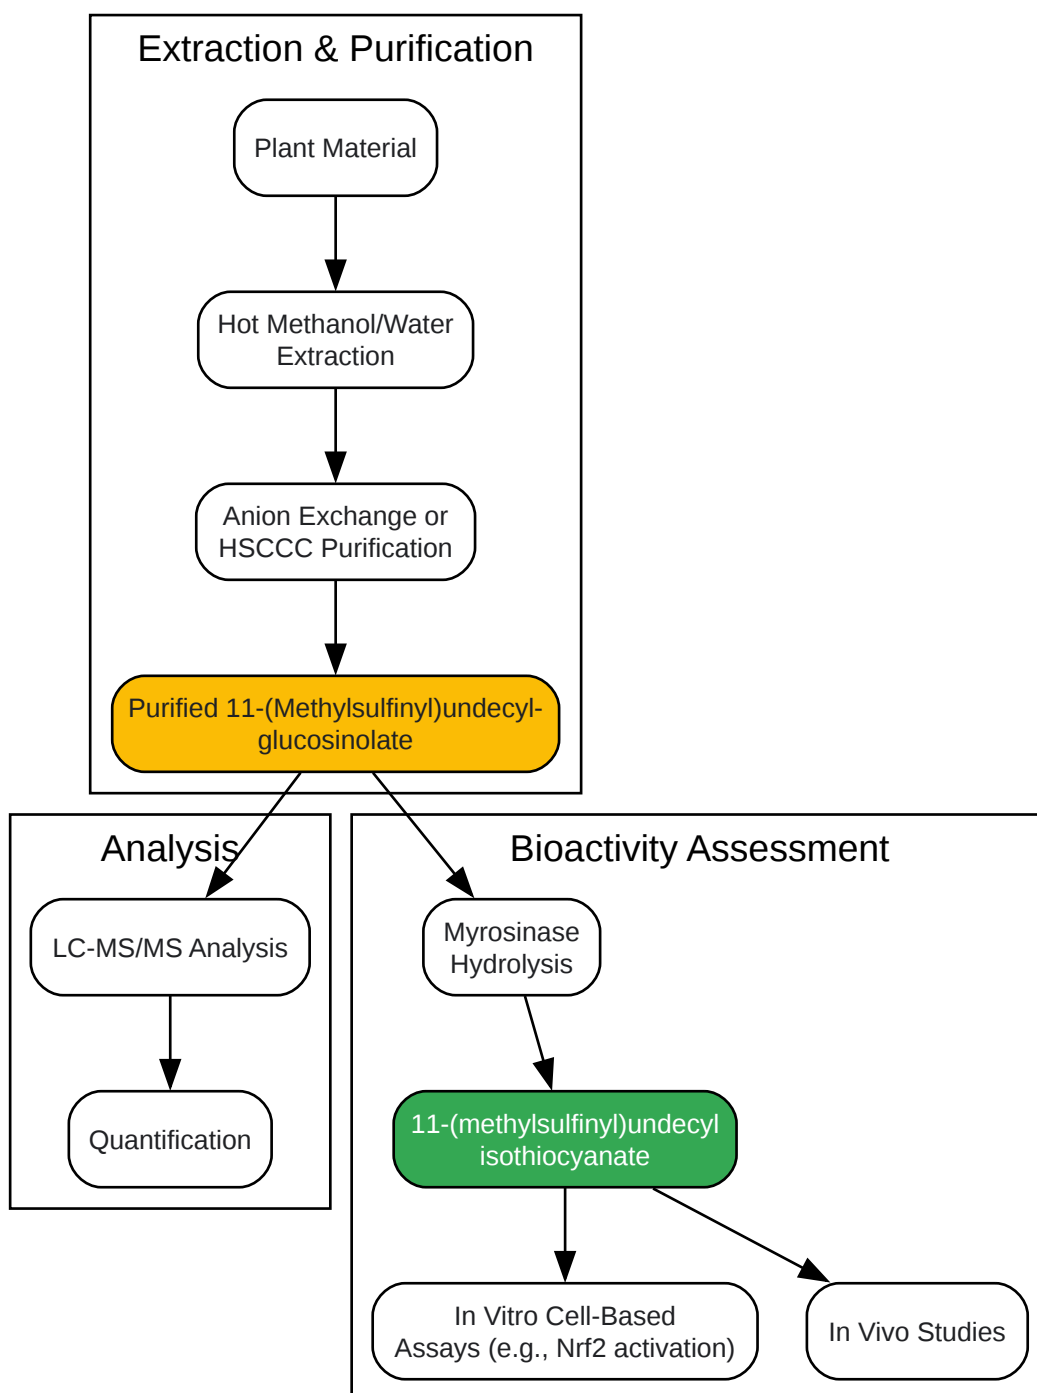 Extraction & Purification
Plant Material
Hot Methanol/Water
Extraction
Anion Exchange or
HSCCC Purification
Purified 11-(Methylsulfinyl)undecyl-
glucosinolate
Analysis
LC-MS/MS Analysis
Quantification
Bioactivity Assessment
Myrosinase
Hydrolysis
11-(methylsulfinyl)undecyl
isothiocyanate
In Vitro Cell-Based
Assays (e.g., Nrf2 activation)
In Vivo Studies